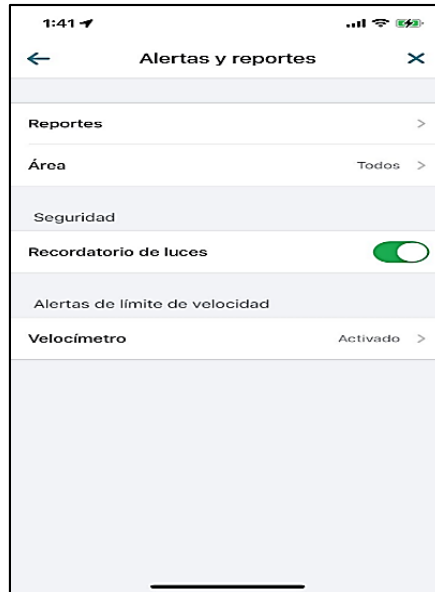 1:41
Alertas y reportes
Reportes
Área Todos
Seguridad
Recordatorio de luces
Alertas de límite de velocidad
Velocímetro Activado